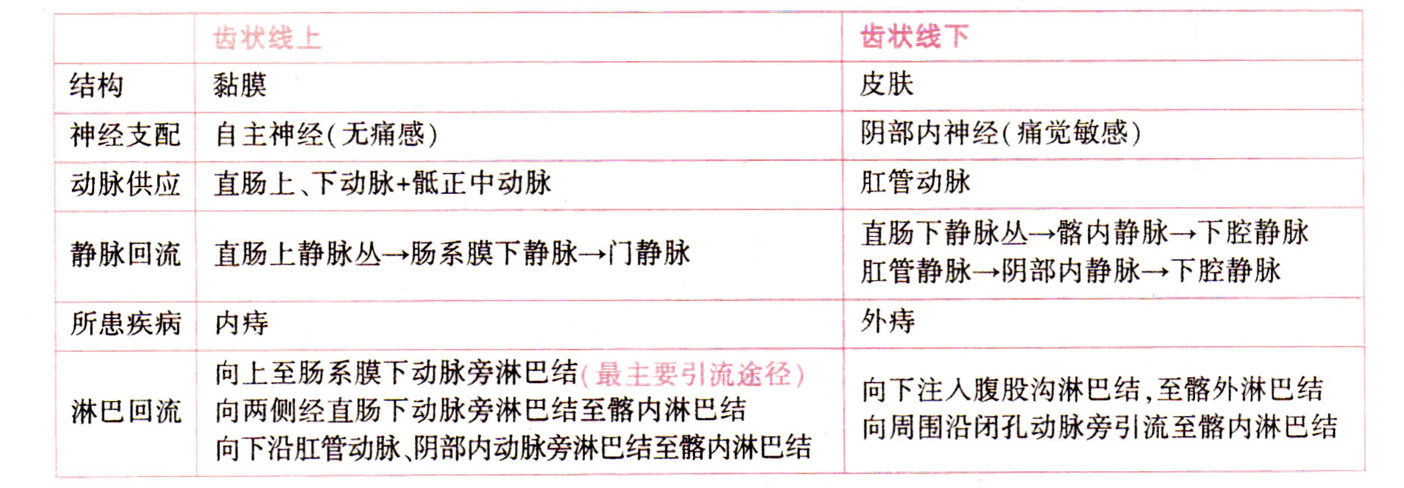 齿状线上 齿状线下
结构 黏膜 皮肤
神经支配 自主神经(无痛感) 阴部内神经(痛觉敏感)
动脉供应 直肠上、下动脉+骶正中动脉 肛管动脉
静脉回流 直肠上静脉丛→肠系膜下静脉→门静脉 直肠下静脉丛→髂内静脉→下腔静脉
肛管静脉→阴部内静脉→下腔静脉
所患疾病 内痔 外痔
淋巴回流 向上至肠系膜下动脉旁淋巴结(最主要引流途径)
向两侧经直肠下动脉旁淋巴结至髂内淋巴结
向下沿肛管动脉、阴部内动脉旁淋巴结至髂内淋巴结
向下注入腹股沟淋巴结,至髂外淋巴结
向周围沿闭孔动脉旁引流至髂内淋巴结